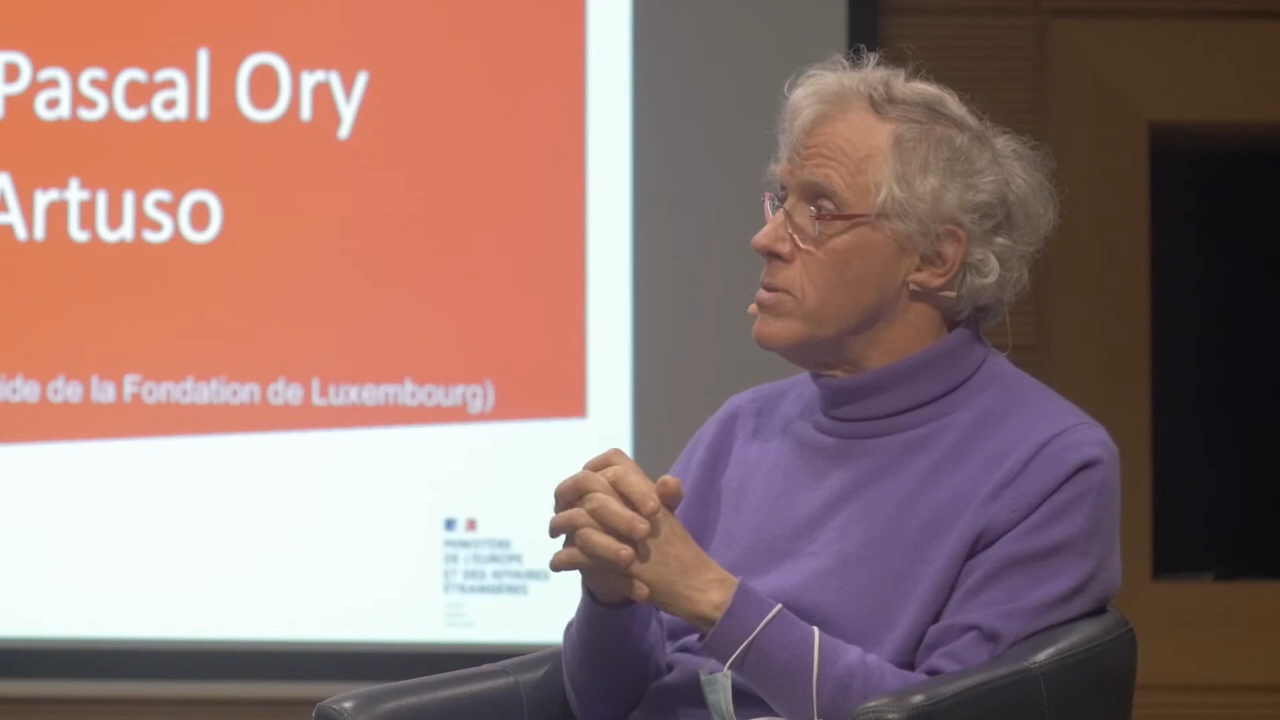 Pascal Ory
Artuso
ide de la Fondation de Luxembourg)
MINISTÈRE
DE L'EUROPE
ET DES AFFAIRES
ÉTRANGÈRES